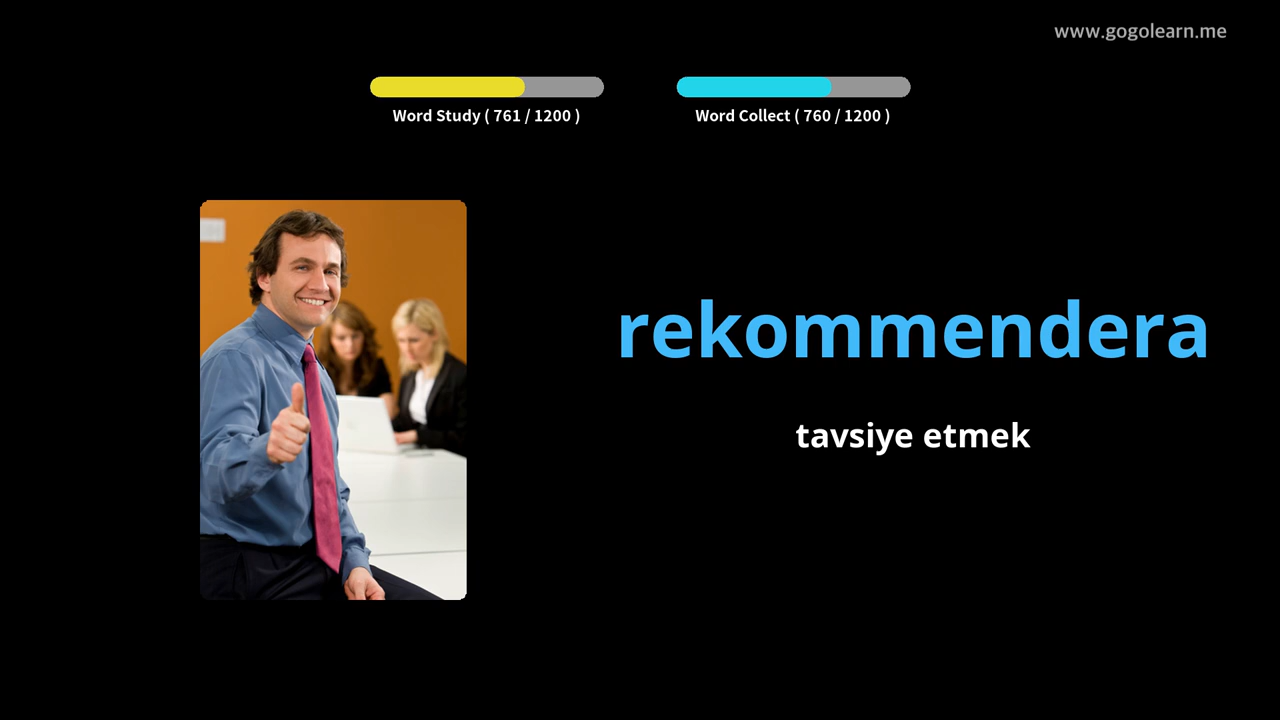 www.gogolearn.me
Word Study ( 761 / 1200 )
Word Collect ( 760 / 1200 )
rekommendera
tavsiye etmek